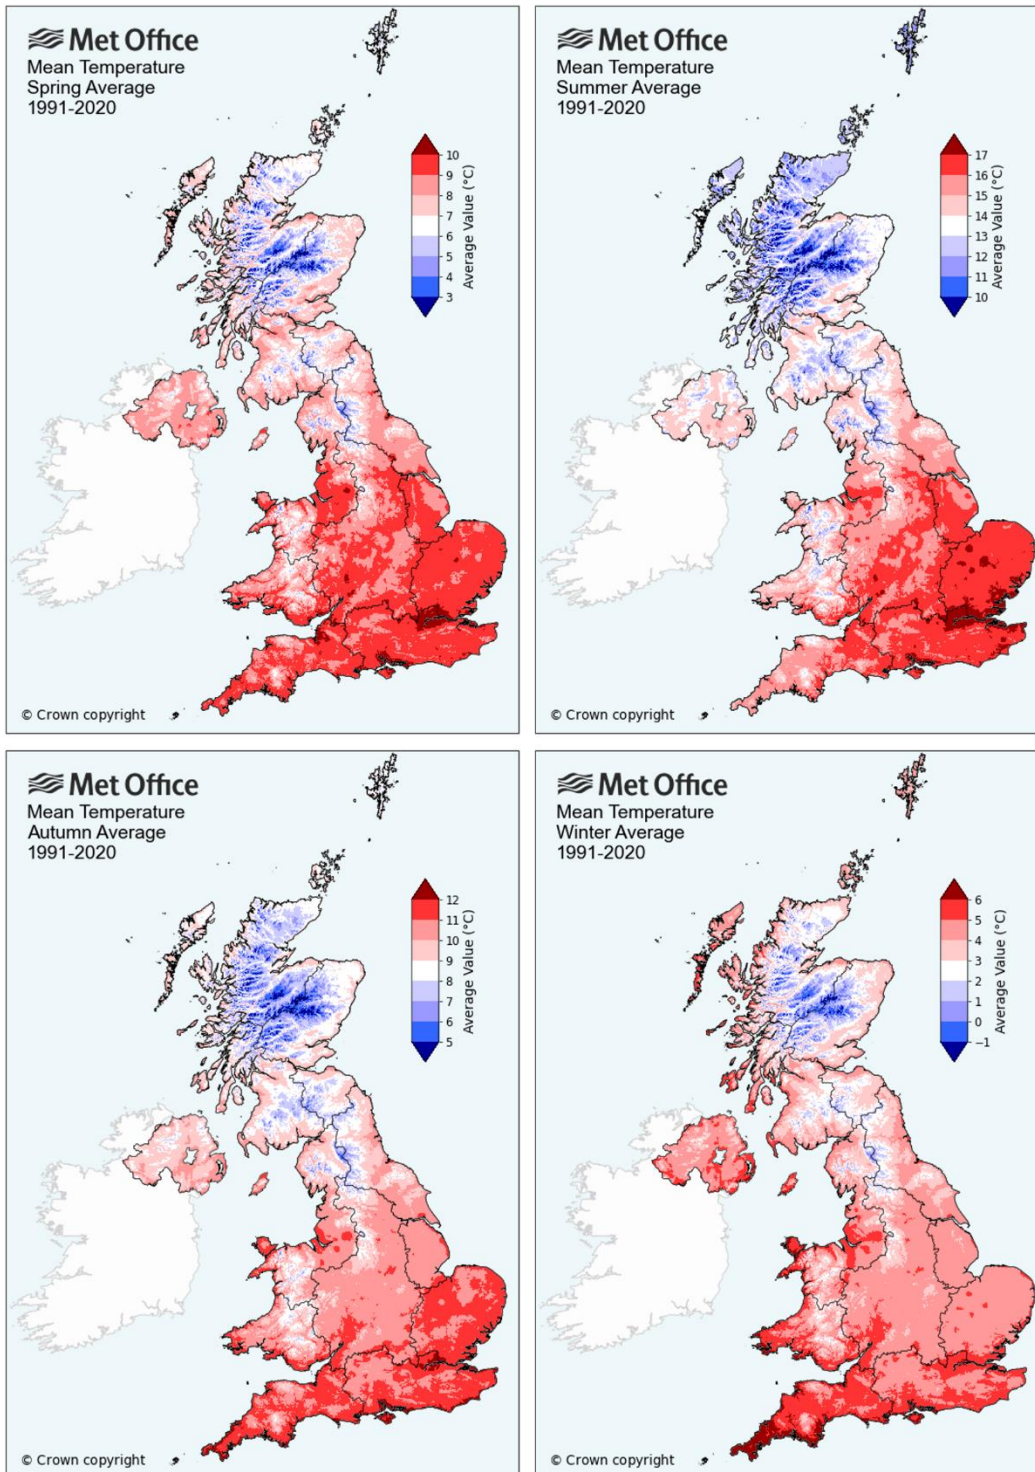 Met Office
Mean Temperature
Spring Average
1991-2020
10
9
8
7
6
5
4
3
Average Value (°C)
© Crown copyright
Met Office
Mean Temperature
Summer Average
1991-2020
17
16
15
14
13
12
11
10
Average Value (°C)
© Crown copyright
Met Office
Mean Temperature
Autumn Average
1991-2020
12
11
10
9
8
7
6
5
Average Value (°C)
© Crown copyright
Met Office
Mean Temperature
Winter Average
1991-2020
6
5
4
3
2
1
0
−1
Average Value (°C)
© Crown copyright